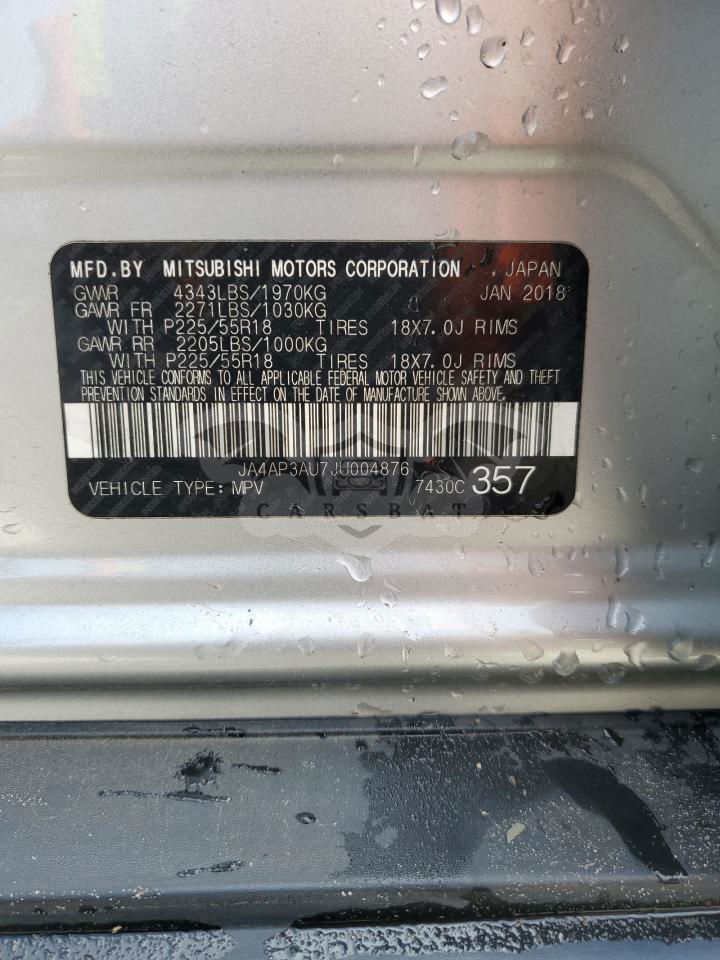 MFD.BY MITSUBISHI MOTORS CORPORATION JAPAN
GWWR 4343LBS/1970KG JAN 2018
GAWR FR 2271LBS/1030KG
WITH P225/55R18 TIRES 18X7.0J RIMS
GAWR RR 2205LBS/1000KG
WITH P225/55R18 TIRES 18X7.0J RIMS
THIS VEHICLE CONFORMS TO ALL APPLICABLE FEDERAL MOTOR VEHICLE SAFETY AND THEFT
PREVENTION STANDARDS IN EFFECT ON THE DATE OF MANUFACTURE SHOWN ABOVE.
JA4AP3AU7JU004876
VEHICLE TYPE: MPV 7430C 357
CARSBAT